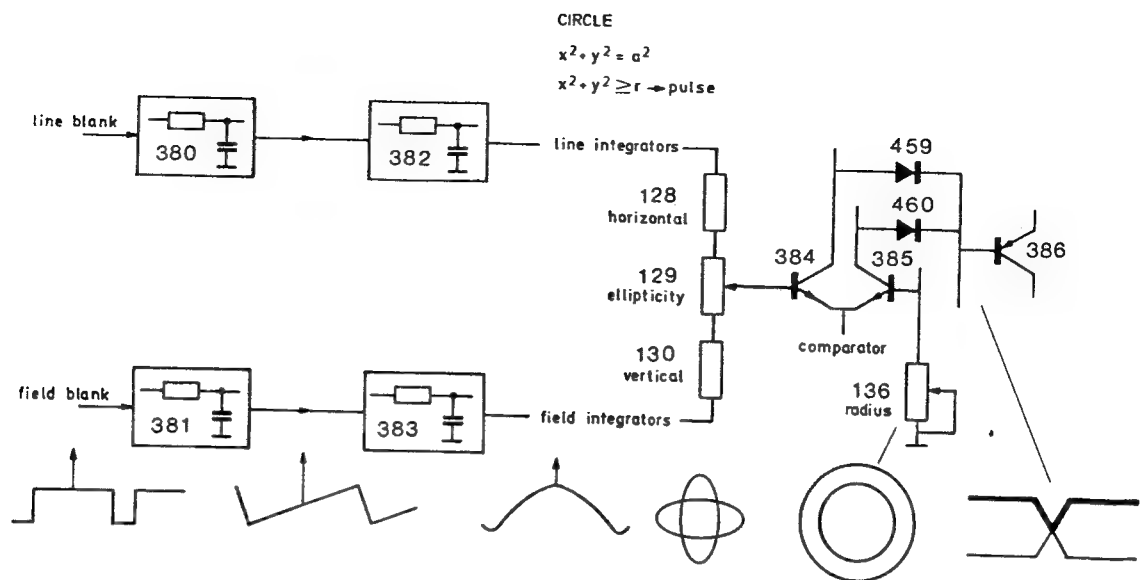 CIRCLE
x² + y² = a²
x² + y² ≥ r → pulse
line blank
380
382
line integrators
128
horizontal
129
ellipticity
130
vertical
459
460
384
385
386
comparator
136
radius
field blank
381
383
field integrators